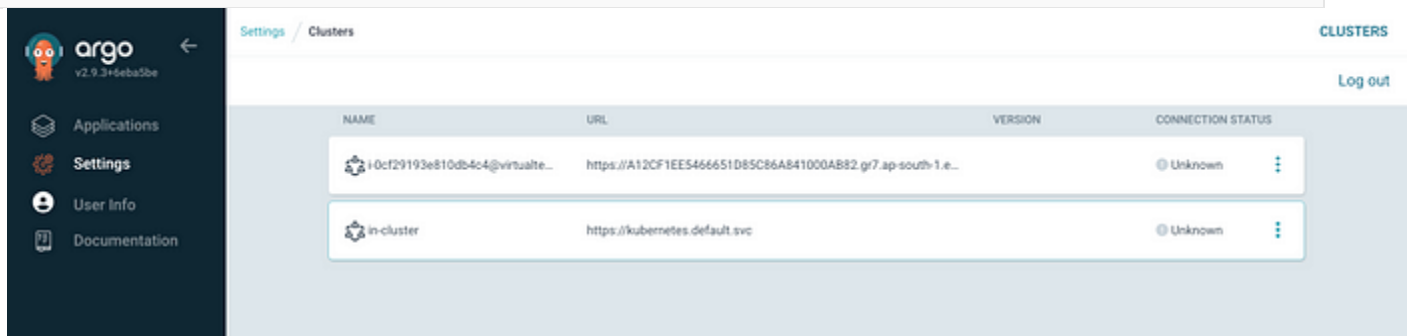 argo
v2.9.3+6eba5be
Applications
Settings
User Info
Documentation
Settings / Clusters
CLUSTERS
Log out
NAME URL VERSION CONNECTION STATUS
i-0cf29193e810db4c4@virtualte... https://A12CF1EE5466651D85C86A841000AB82.gr7.ap-south-1.e... Unknown
in-cluster https://kubernetes.default.svc Unknown